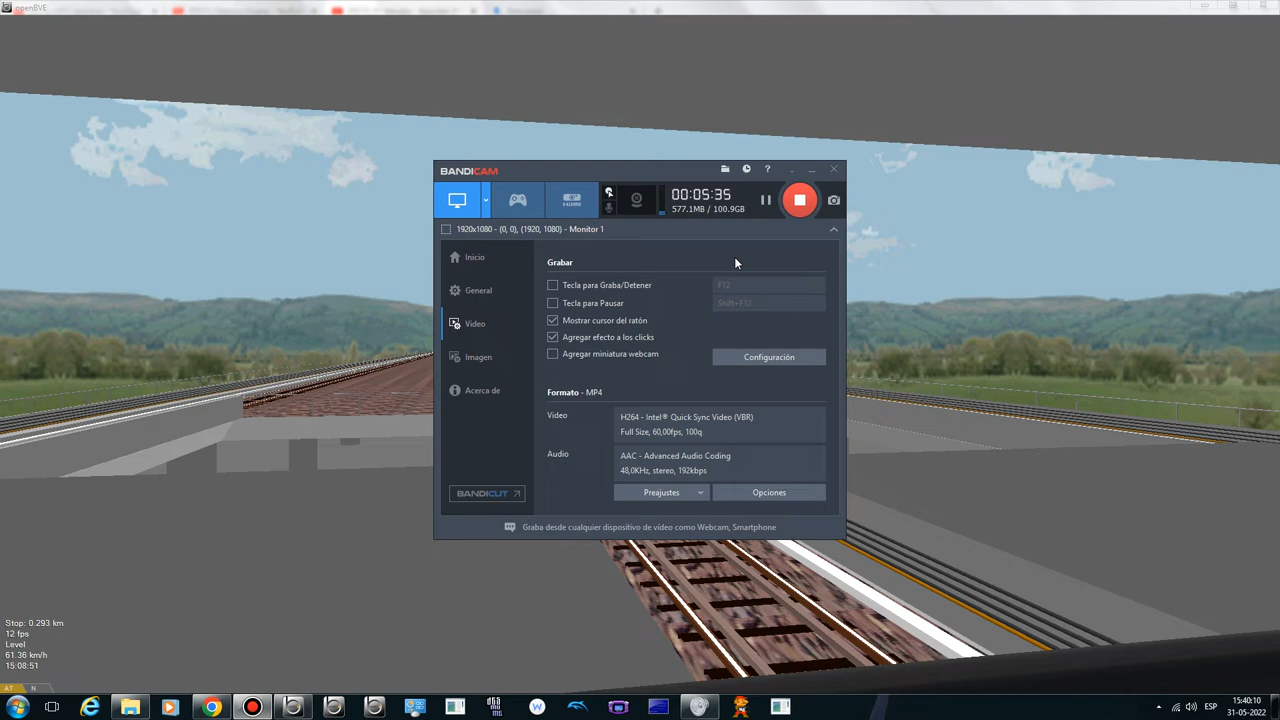 openBVE
BANDICAM
HDMI
00:05:35
577.1MB / 100.9GB
1920x1080 - (0, 0), (1920, 1080) - Monitor 1
Inicio
General
Video
Imagen
Acerca de
BANDICUT
Grabar
Tecla para Graba/Detener
F12
Tecla para Pausar
Shift+F12
Mostrar cursor del ratón
Agregar efecto a los clicks
Agregar miniatura webcam
Configuración
Formato - MP4
Video
H264 - Intel® Quick Sync Video (VBR)
Full Size, 60,00fps, 100q
Audio
AAC - Advanced Audio Coding
48,0KHz, stereo, 192kbps
Preajustes
Opciones
Graba desde cualquier dispositivo de vídeo como Webcam, Smartphone
Stop: 0.293 km
12 fps
Level
61.36 km/h
15:08:51
AT N
ESP
15:40:10
31-05-2022